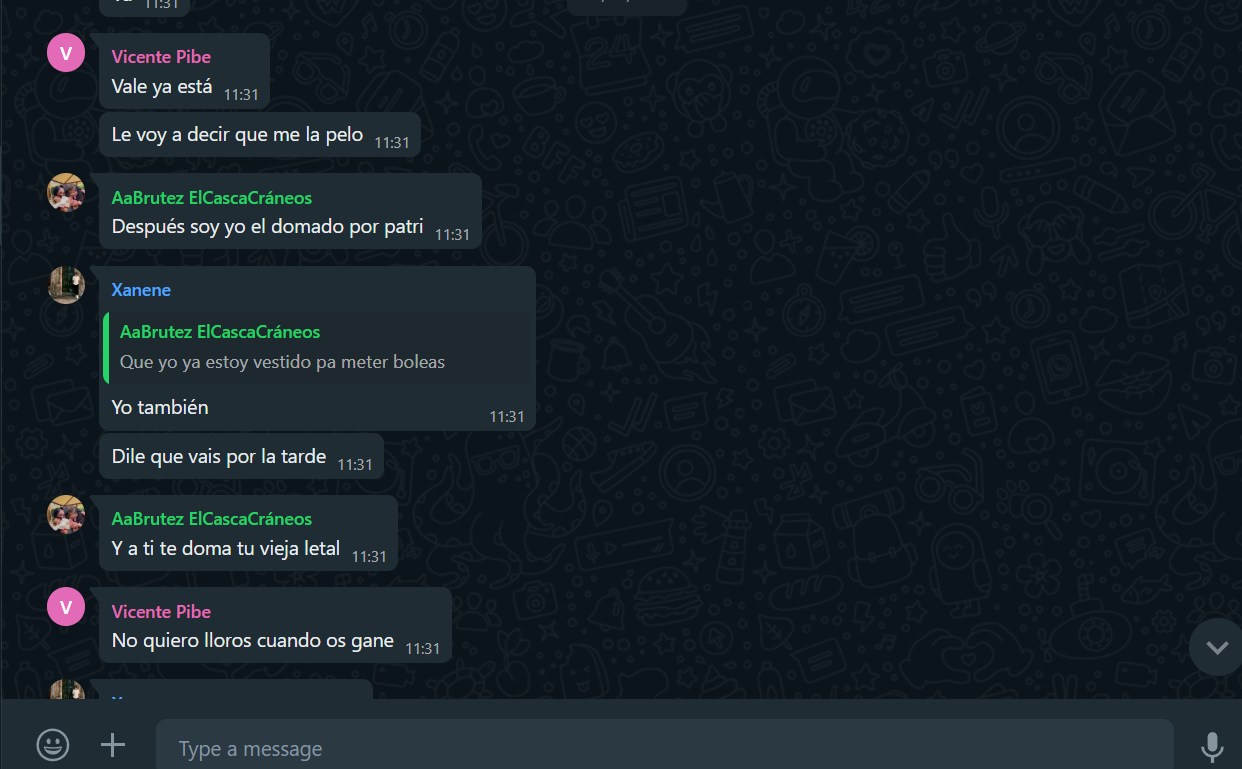 11:31
Vicente Pibe
Vale ya está 11:31
Le voy a decir que me la pelo 11:31
AaBrutez ElCascaCráneos
Después soy yo el domado por patri 11:31
Xanene
AaBrutez ElCascaCráneos
Que yo ya estoy vestido pa meter boleas
Yo también 11:31
Dile que vais por la tarde 11:31
AaBrutez ElCascaCráneos
Y a ti te doma tu vieja letal 11:31
V Vicente Pibe
No quiero lloros cuando os gane 11:31
Type a message